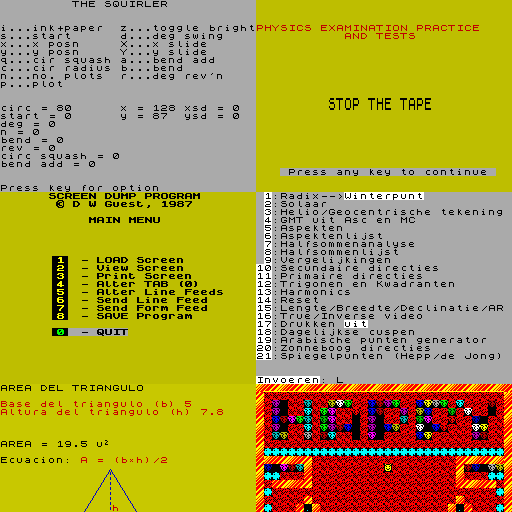 THE SQUIRLER
i...ink+paper  z...toggle bright
s...start      d...deg swing
x...x posn     X...x slide
y...y posn     Y...y slide
q...cir squash a...bend add
c...cir radius b...bend
n...no. plots  r...deg rev'n
p...plot
circ = 80      x = 128 xsd = 0
start = 0      y = 87  ysd = 0
deg = 0
n = 0
bend = 0
rev = 0
circ squash = 0
bend add = 0
Press key for option
PHYSICS EXAMINATION PRACTICE
AND TESTS
STOP THE TAPE
Press any key to continue
SCREEN DUMP PROGRAM
© D W Guest, 1987
MAIN MENU
1 - LOAD Screen
2 - View Screen
3 - Print Screen
4 - Alter TAB (0)
5 - Alter Line Feeds
6 - Send Line Feed
7 - Send Form Feed
8 - SAVE Program
0 - QUIT
1:Radix-->Winterpunt
2:Solaar
3:Helio/Geocentrische tekening
4:GMT uit Asc en MC
5:Aspekten
6:Aspektenlijst
7:Halfsommenanalyse
8:Halfsommenlijst
9:Vergelijkingen
10:Secundaire directies
11:Primaire directies
12:Trigonen en Kwadranten
13:Harmonics
14:Reset
15:Lengte/Breedte/Declinatie/AR
16:True/Inverse video
17:Drukken uit
18:Dagelijkse cuspen
19:Arabische punten generator
20:Zonneboog directies
21:Spiegelpunten (Hepp/de Jong)
Invoeren: L
AREA DEL TRIANGULO
Base del triangulo (b) 5
Altura del triangulo (h) 7.8
AREA = 19.5 u²
Ecuacion: A = (b×h)/2
h